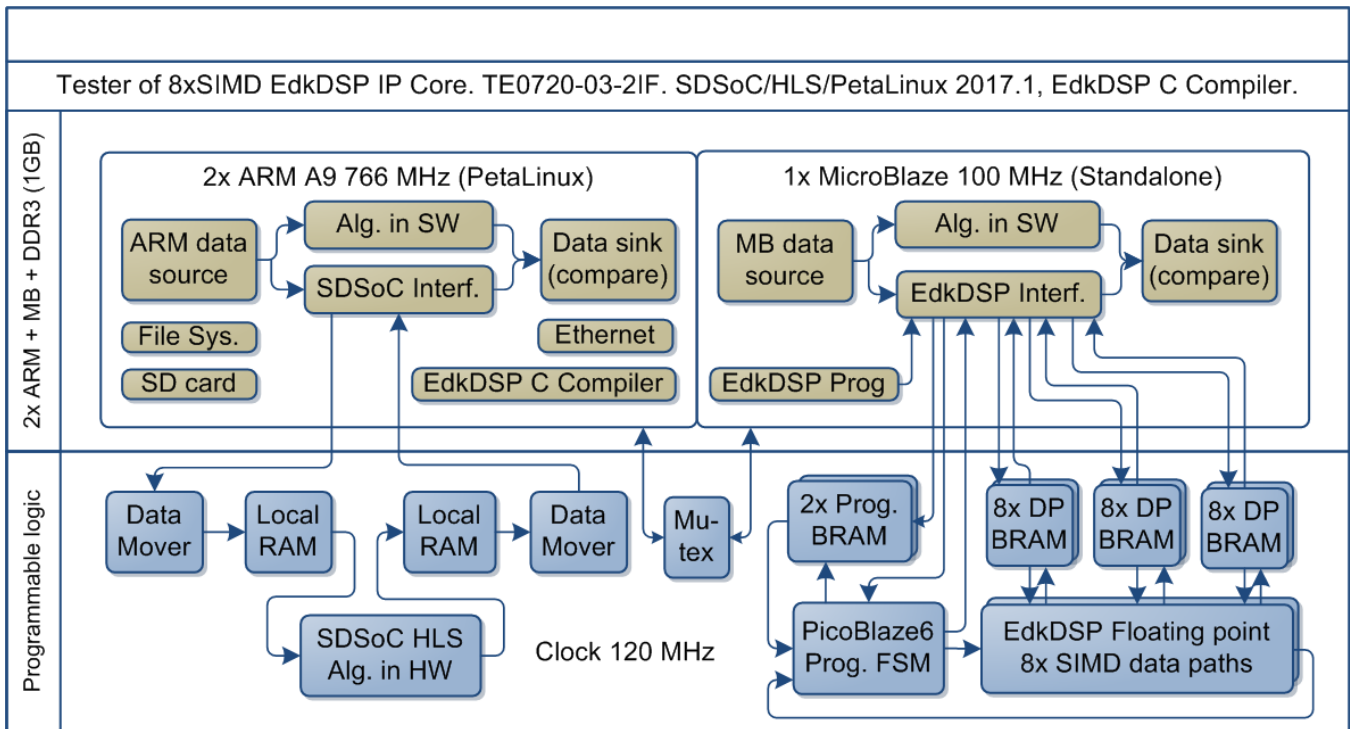 Tester of 8xSIMD EdkDSP IP Core. TE0720-03-2IF. SDSoC/HLS/PetaLinux 2017.1, EdkDSP C Compiler.
2x ARM + MB + DDR3 (1GB)
2x ARM A9 766 MHz (PetaLinux)
ARM data
source
Alg. in SW
SDSoC Interf.
Data sink
(compare)
File Sys.
Ethernet
SD card
EdkDSP C Compiler
1x MicroBlaze 100 MHz (Standalone)
MB data
source
Alg. in SW
EdkDSP Interf.
Data sink
(compare)
EdkDSP Prog
Programmable logic
Data
Mover
Local
RAM
Local
RAM
Data
Mover
Mu-
tex
2x Prog.
BRAM
8x DP
BRAM
8x DP
BRAM
8x DP
BRAM
SDSoC HLS
Alg. in HW
Clock 120 MHz
PicoBlaze6
Prog. FSM
EdkDSP Floating point
8x SIMD data paths